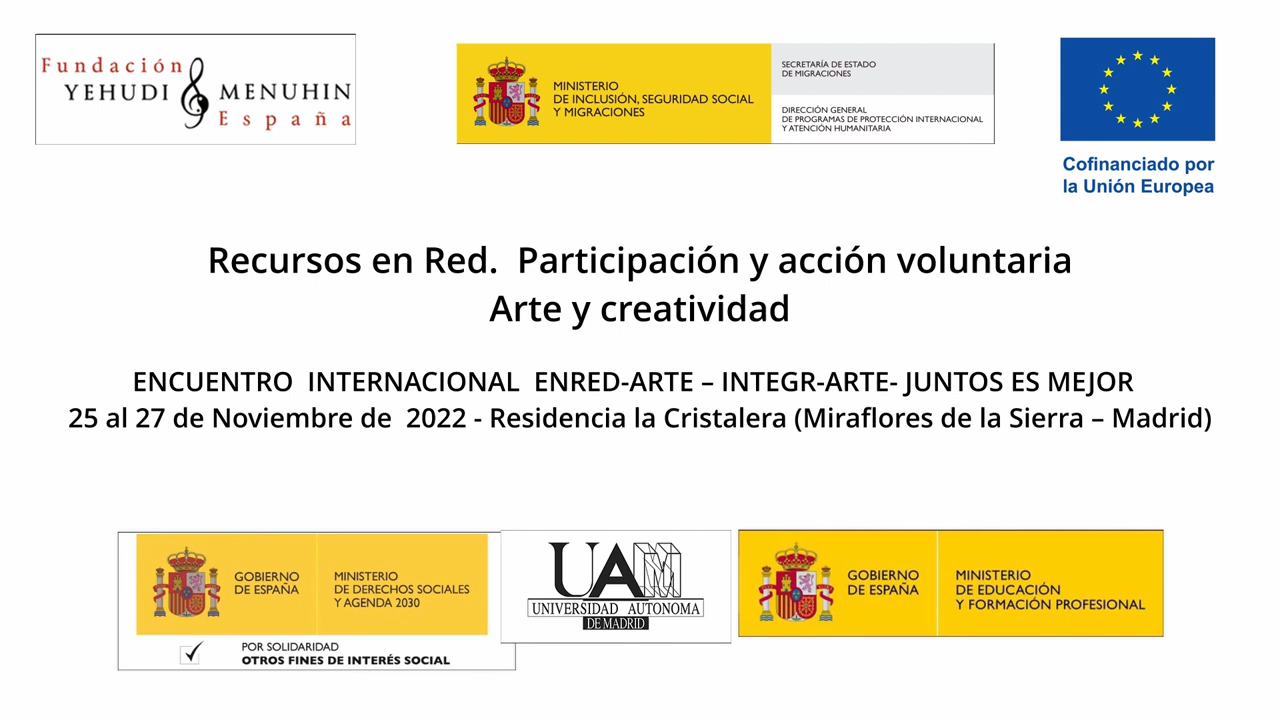 Fundación
YEHUDI MENUHIN
España
MINISTERIO
DE INCLUSIÓN, SEGURIDAD SOCIAL
Y MIGRACIONES
SECRETARÍA DE ESTADO
DE MIGRACIONES
DIRECCIÓN GENERAL
DE PROGRAMAS DE PROTECCIÓN INTERNACIONAL
Y ATENCIÓN HUMANITARIA
Cofinanciado por
la Unión Europea
Recursos en Red.  Participación y acción voluntaria
Arte y creatividad
ENCUENTRO  INTERNACIONAL  ENRED-ARTE – INTEGR-ARTE- JUNTOS ES MEJOR
25 al 27 de Noviembre de  2022 - Residencia la Cristalera (Miraflores de la Sierra – Madrid)
GOBIERNO
DE ESPAÑA
MINISTERIO
DE DERECHOS SOCIALES
Y AGENDA 2030
POR SOLIDARIDAD
OTROS FINES DE INTERÉS SOCIAL
UAM
UNIVERSIDAD AUTONOMA
DE MADRID
GOBIERNO
DE ESPAÑA
MINISTERIO
DE EDUCACIÓN
Y FORMACIÓN PROFESIONAL